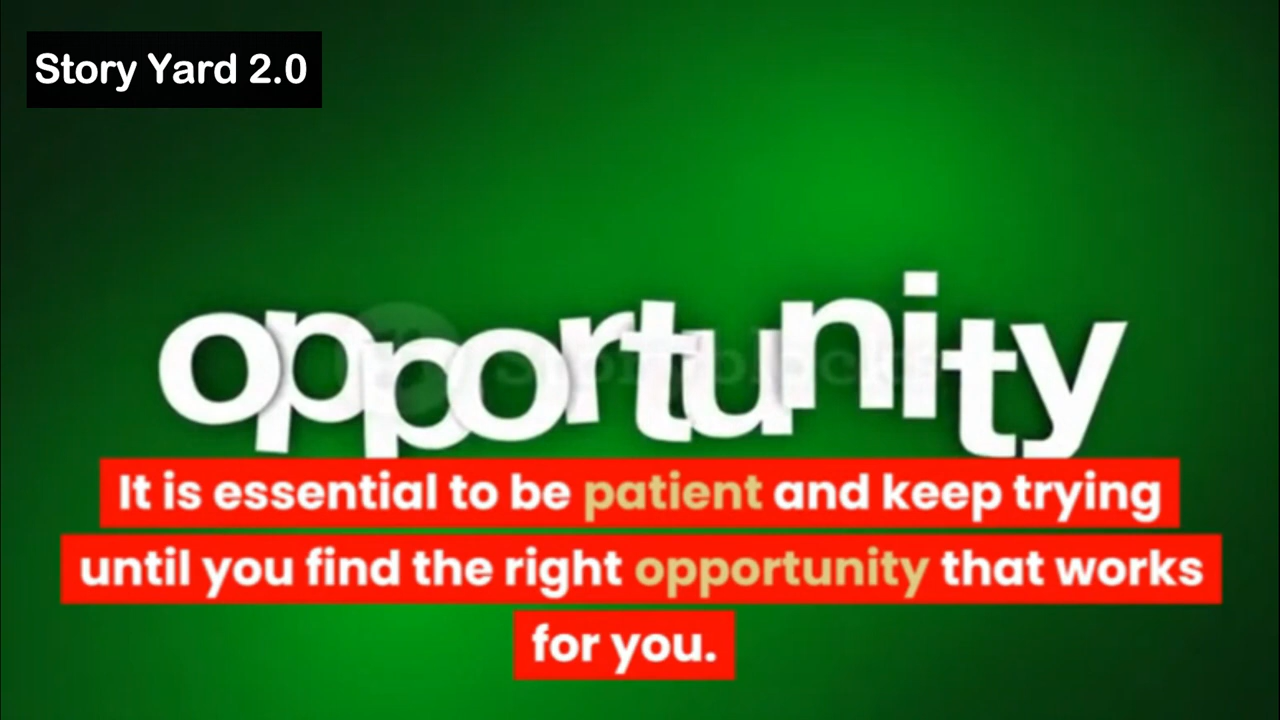 Story Yard 2.0
opportunity
It is essential to be patient and keep trying
until you find the right opportunity that works
for you.